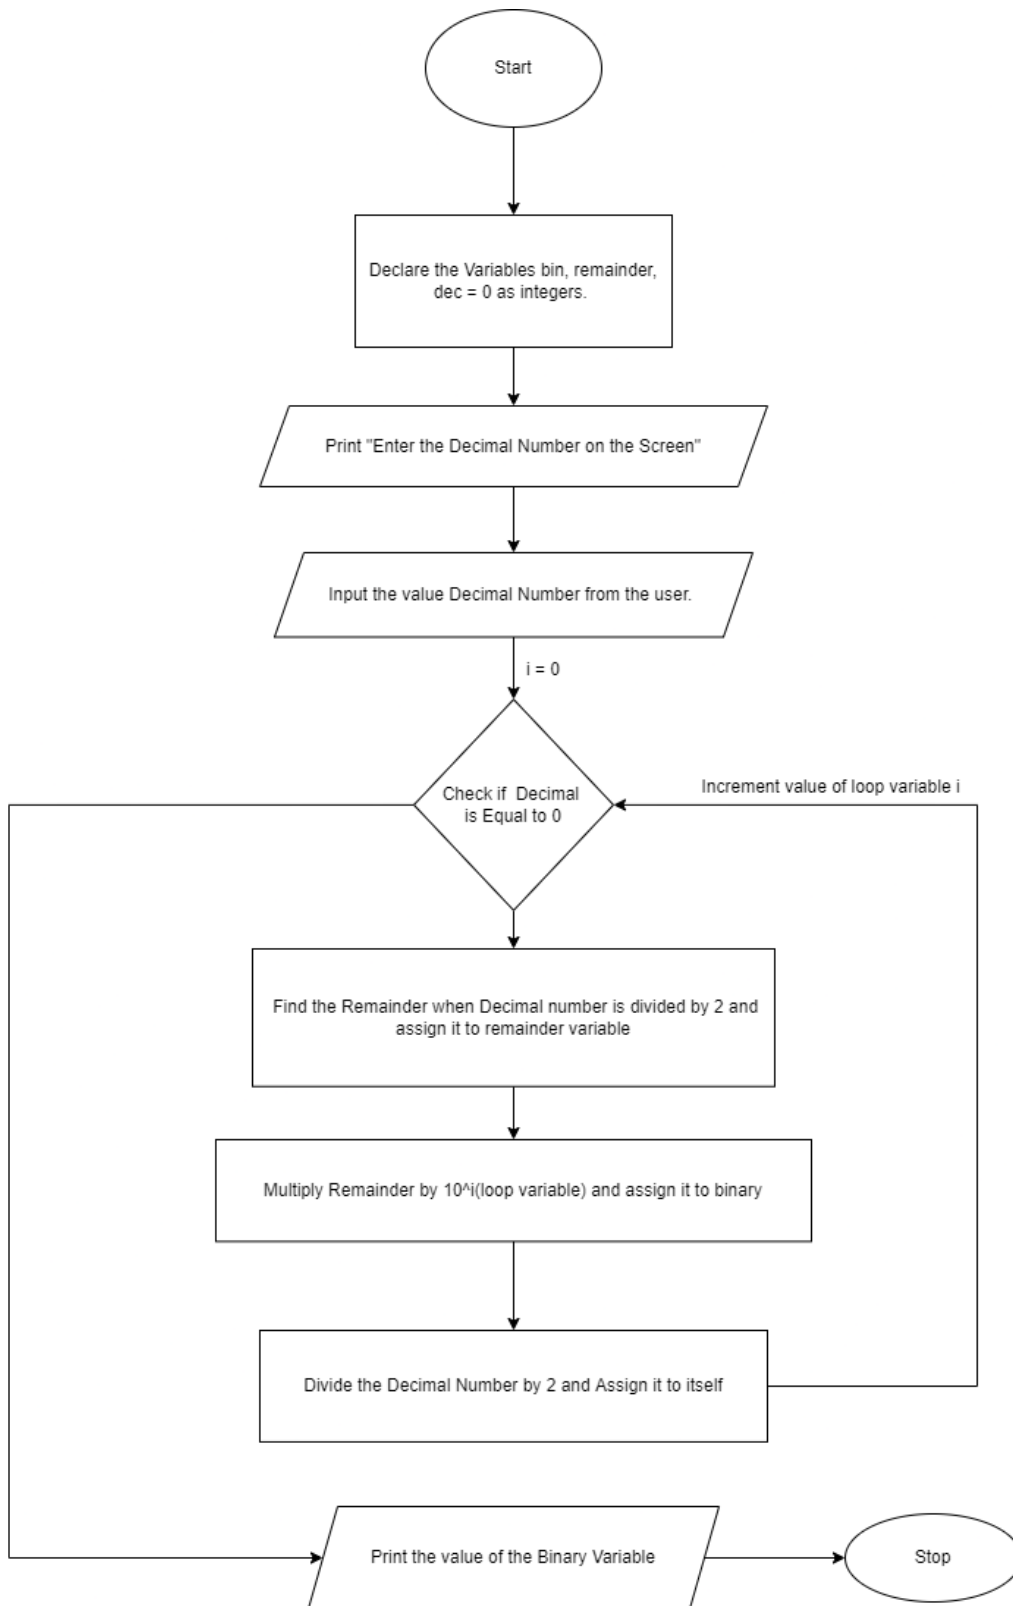 Start
Declare the Variables bin, remainder,
dec = 0 as integers.
Print "Enter the Decimal Number on the Screen"
Input the value Decimal Number from the user.
i = 0
Check if Decimal
is Equal to 0
Increment value of loop variable i
Find the Remainder when Decimal number is divided by 2 and
assign it to remainder variable
Multiply Remainder by 10^i(loop variable) and assign it to binary
Divide the Decimal Number by 2 and Assign it to itself
Print the value of the Binary Variable
Stop